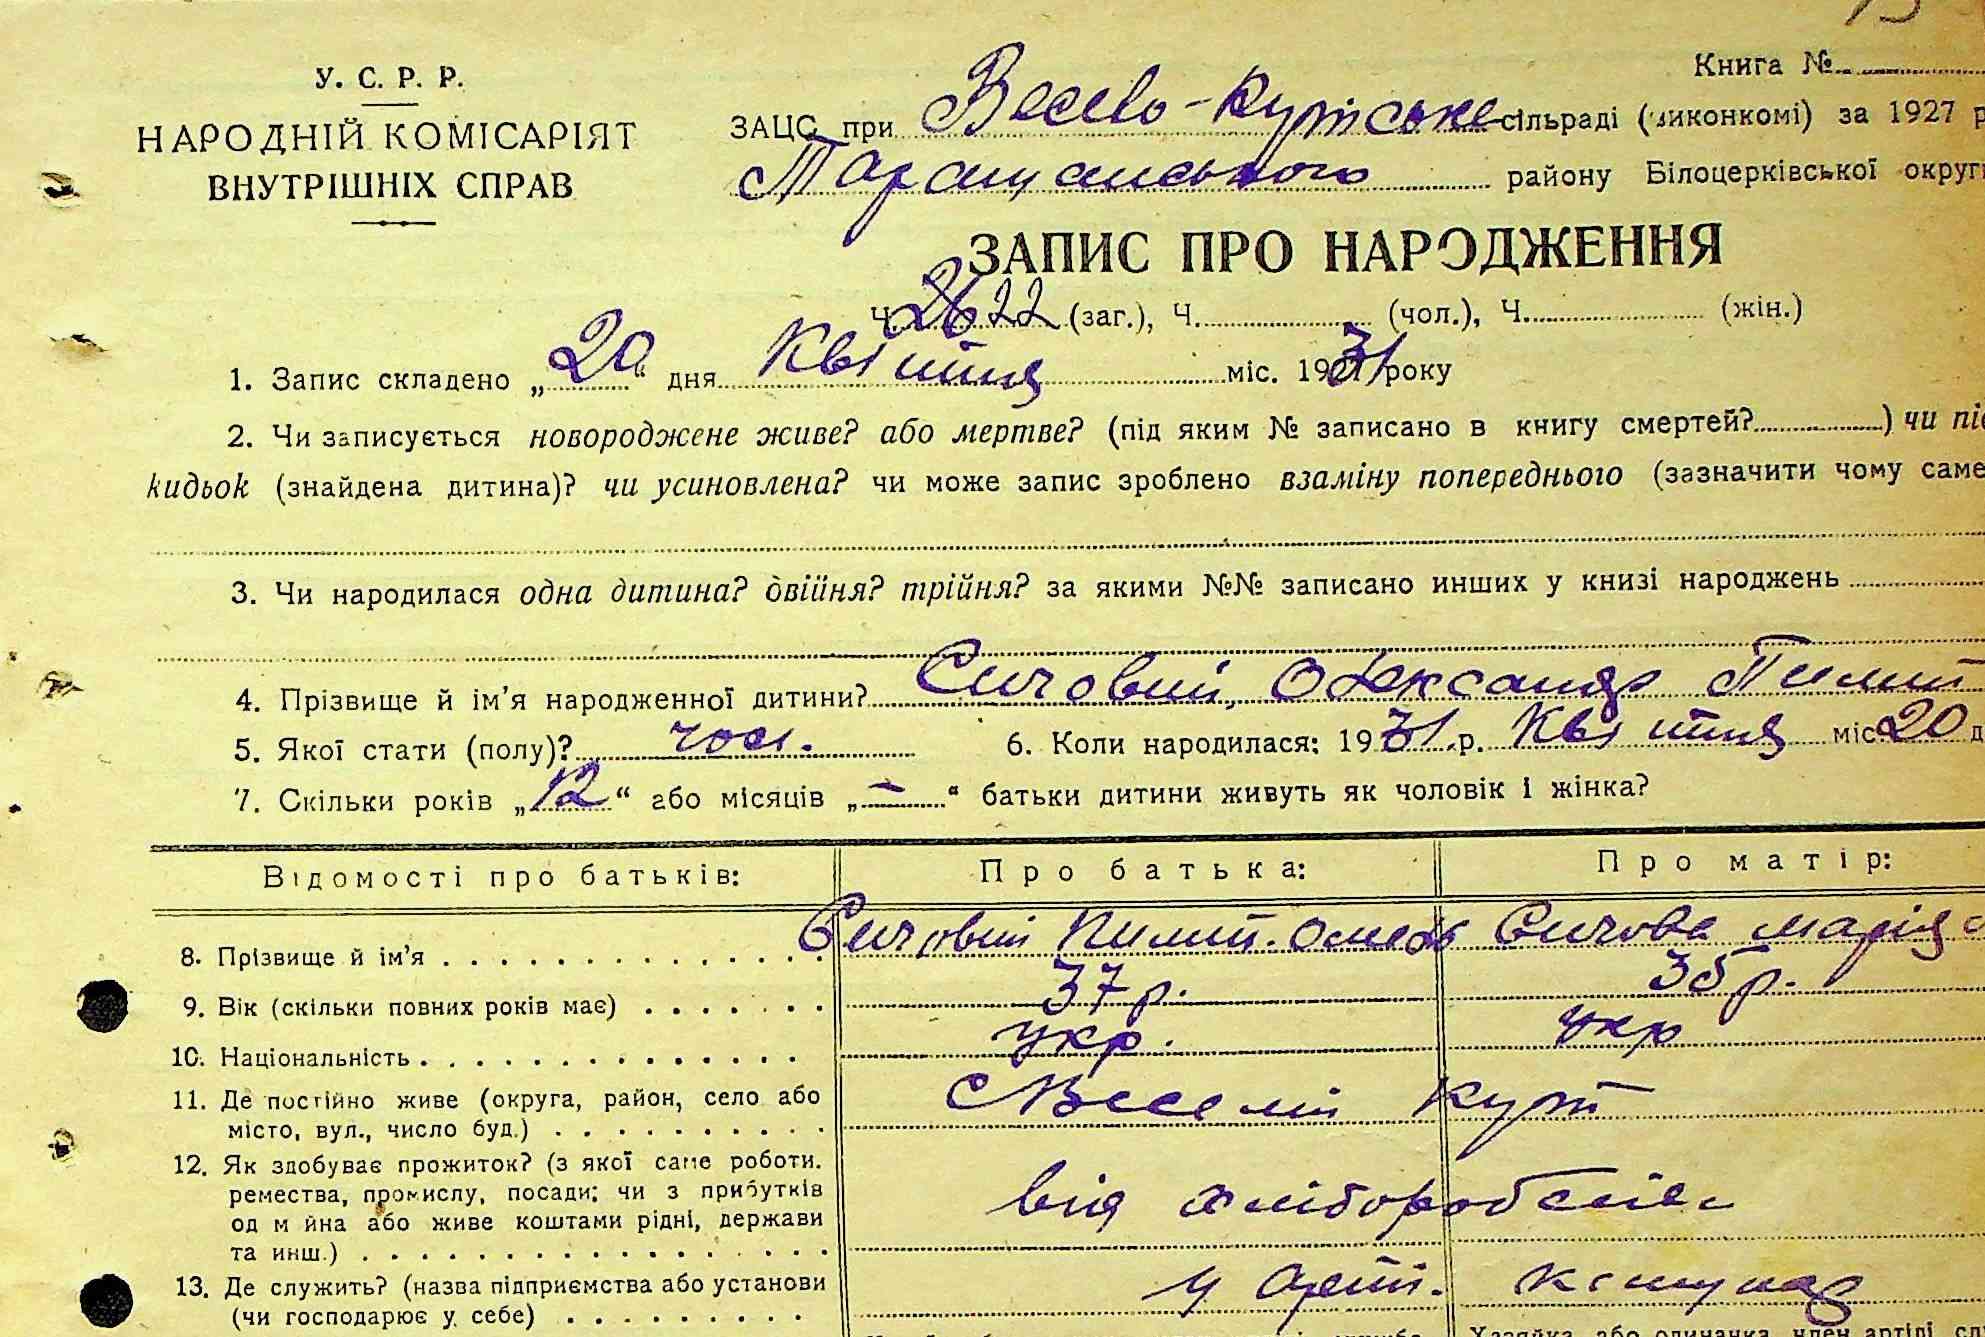 У. С. Р. Р.
НАРОДНІЙ КОМІСАРІЯТ
ВНУТРІШНІХ СПРАВ
Книга №
ЗАЦС при Весело-Кутське сільраді (виконкомі) за 1927 р
Таращанського району Білоцерківської округи
ЗАПИС ПРО НАРОДЖЕННЯ
Ч. 22 (заг.), Ч. (чол.), Ч. (жін.)
1. Запис складено „20“ дня Квітня міс. 1931 року
2. Чи записується новороджене живе? або мертве? (під яким № записано в книгу смертей? ) чи під
кидьок (знайдена дитина)? чи усиновлена? чи може запис зроблено взаміну попереднього (зазначити чому саме
3. Чи народилася одна дитина? двійня? трійня? за якими №№ записано инших у книзі народжень
4. Прізвище й ім’я народженної дитини? Сичовий, Олександр Пилип
5. Якої стати (полу)? чол. 6. Коли народилася: 1931 р. Квітня міс. 20 д
7. Скільки років „12“ або місяців „—“ батьки дитини живуть як чоловік і жінка?
Відомості про батьків: Про батька: Про матір:
8. Прізвище й ім’я Сичовий Пилип. Сичова Марія
9. Вік (скільки повних років має) 37 р. 35 р.
10. Національність укр. укр
11. Де постійно живе (округа, район, село або
місто, вул., число буд.) Веселий Кут
12. Як здобуває прожиток? (з якої саме роботи.
ремества, промислу, посади; чи з прибутків
од майна або живе коштами рідні, держави
та инш.) від хліборобства
13. Де служить? (назва підприємства або установи
(чи господарює у себе) у арт.